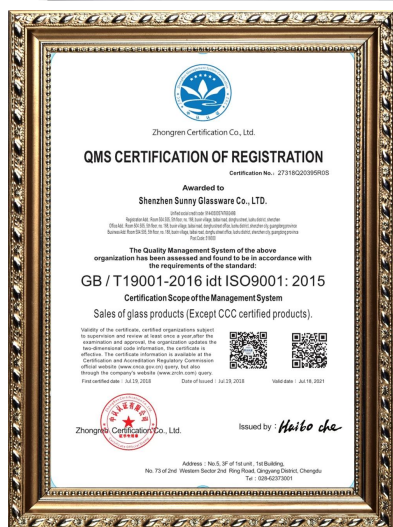 Zhongren Certification Co., Ltd.
QMS CERTIFICATION OF REGISTRATION
Certification No.: 27318Q20395R0S
Awarded to
Shenzhen Sunny Glassware Co., LTD.
The Quality Management System of the above
organization has been assessed and found to be in accordance with
the requirements of the standard:
GB / T19001-2016 idt ISO9001: 2015
Certification Scope of the Management System
Sales of glass products (Except CCC certified products).
Validity of the certificate, certified organizations subject
to supervision and review at least once a year, after the
examination and approval, the organization updates the
two-dimensional code information, the certificate is
effective. The certificate information is available at the
Certification and Accreditation Regulatory Commission
official website (www.cnca.gov.cn) query, but also
through the company's website (www.zrcin.com) query.
First certified date : Jul 19, 2018 Date of Issued : Jul 19, 2018 Valid date : Jul 18, 2021
Zhongren Certification Co., Ltd.
Issued by : Haibo che
Address : No.5, 3F of 1st unit, 1st Building,
No. 73 of 2nd Western Sector 2nd Ring Road, Qingyang District, Chengdu
Tel : 028-62373001